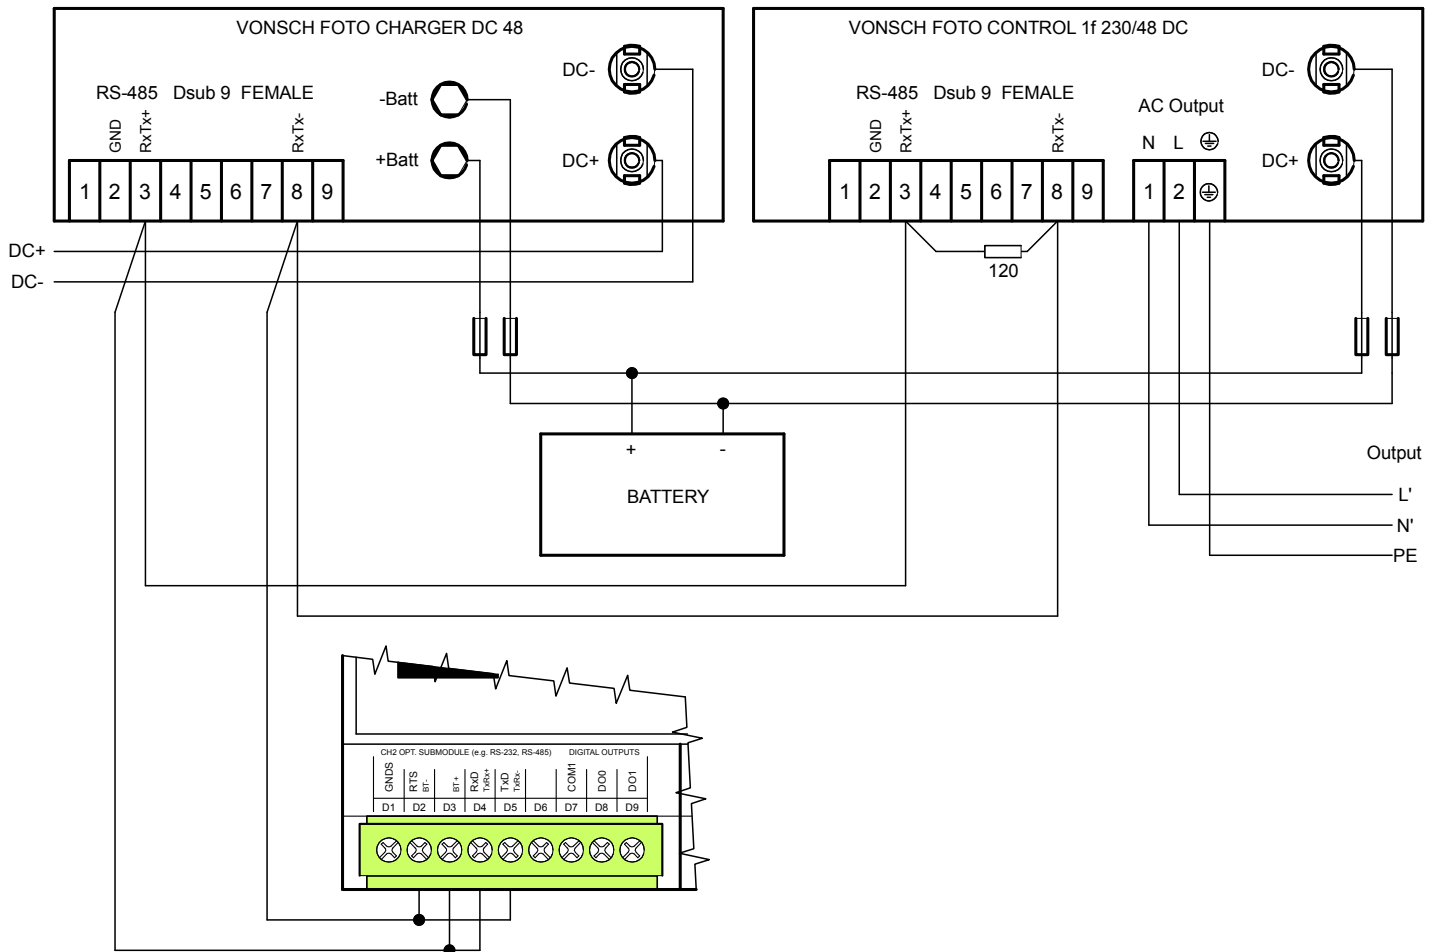 VONSCH FOTO CHARGER DC 48
RS-485 Dsub 9 FEMALE
GND
RxTx+
RxTx-
1 2 3 4 5 6 7 8 9
-Batt
+Batt
DC-
DC+
DC+
DC-
VONSCH FOTO CONTROL 1f 230/48 DC
RS-485 Dsub 9 FEMALE
GND
RxTx+
RxTx-
1 2 3 4 5 6 7 8 9
AC Output
N L
1 2
DC-
DC+
120
+ -
BATTERY
Output
L'
N'
PE
CH2 OPT. SUBMODULE (e.g. RS-232, RS-485) DIGITAL OUTPUTS
GNDS
RTS
BT-
BT+
RxD
TxRx+
TxD
TxRx-
COM1
DO0
DO1
D1 D2 D3 D4 D5 D6 D7 D8 D9